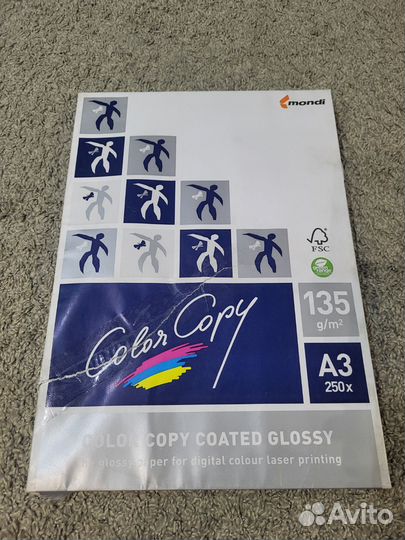 mondi
FSC
135
g/m²
Color Copy
A3
250x
COLOR COPY COATED GLOSSY
glossy paper for digital colour laser printing
Avito